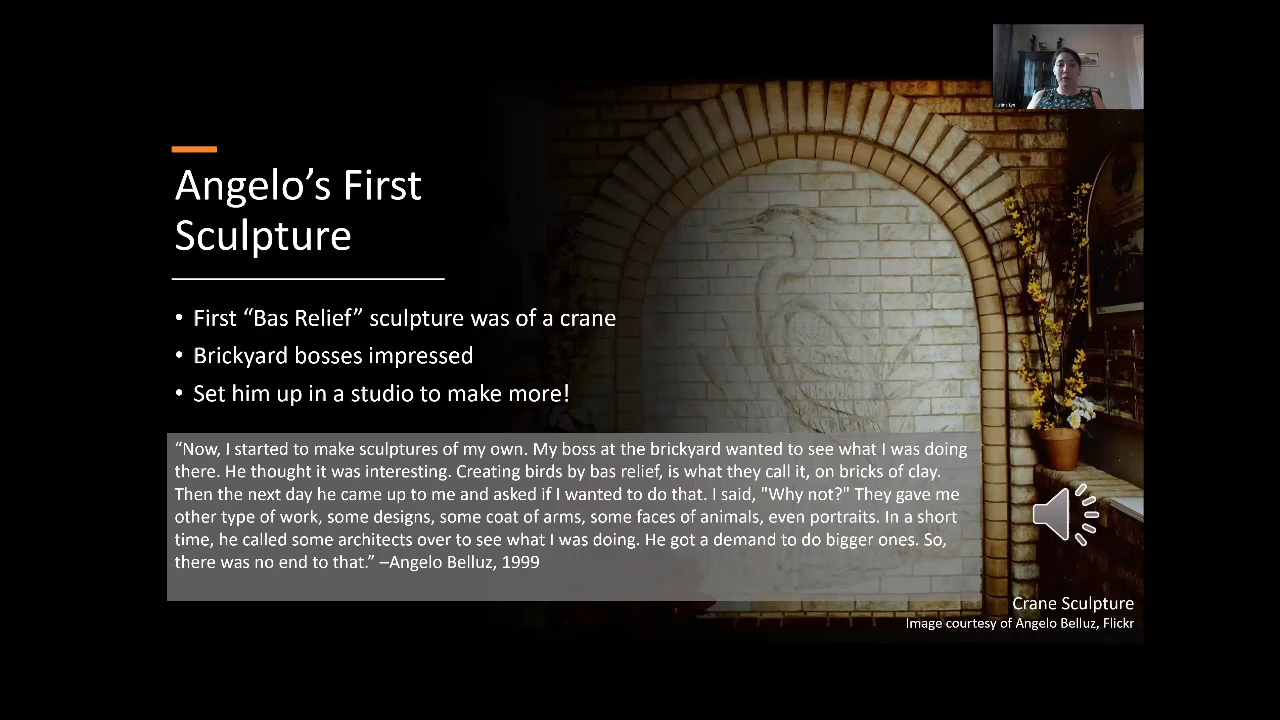 Angelo’s First
Sculpture
• First “Bas Relief” sculpture was of a crane
• Brickyard bosses impressed
• Set him up in a studio to make more!
“Now, I started to make sculptures of my own. My boss at the brickyard wanted to see what I was doing
there. He thought it was interesting. Creating birds by bas relief, is what they call it, on bricks of clay.
Then the next day he came up to me and asked if I wanted to do that. I said, "Why not?" They gave me
other type of work, some designs, some coat of arms, some faces of animals, even portraits. In a short
time, he called some architects over to see what I was doing. He got a demand to do bigger ones. So,
there was no end to that.” –Angelo Belluz, 1999
Crane Sculpture
Image courtesy of Angelo Belluz, Flickr